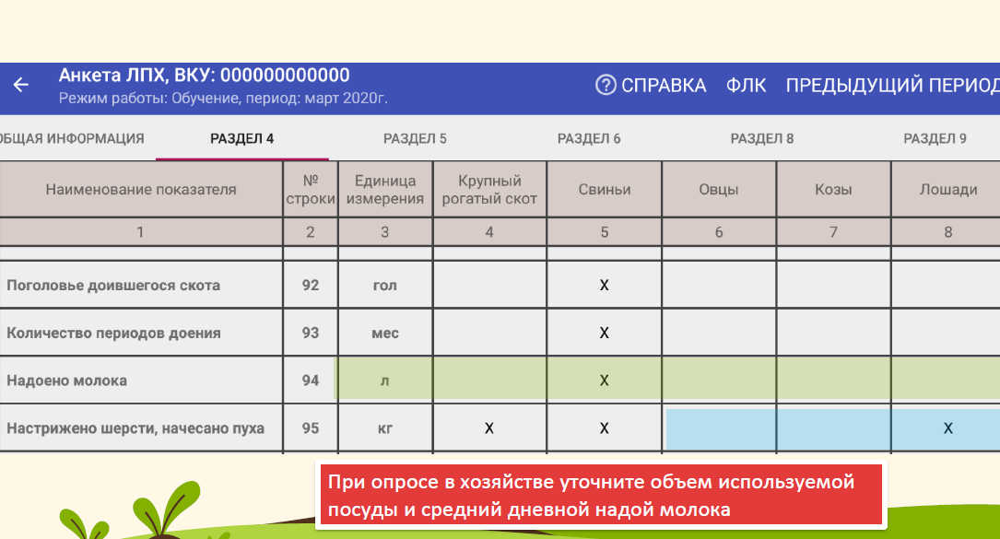 Анкета ЛПХ, ВКУ: 000000000000
Режим работы: Обучение, период: март 2020г.
? СПРАВКА ФЛК ПРЕДЫДУЩИЙ ПЕРИОД
ОБЩАЯ ИНФОРМАЦИЯ РАЗДЕЛ 4 РАЗДЕЛ 5 РАЗДЕЛ 6 РАЗДЕЛ 8 РАЗДЕЛ 9
Наименование показателя № строки Единица измерения Крупный рогатый скот Свиньи Овцы Козы Лошади
1 2 3 4 5 6 7 8
Поголовье доившегося скота 92 гол X
Количество периодов доения 93 мес X
Надоено молока 94 л X
Настрижено шерсти, начесано пуха 95 кг X X X
При опросе в хозяйстве уточните объем используемой
посуды и средний дневной надой молока